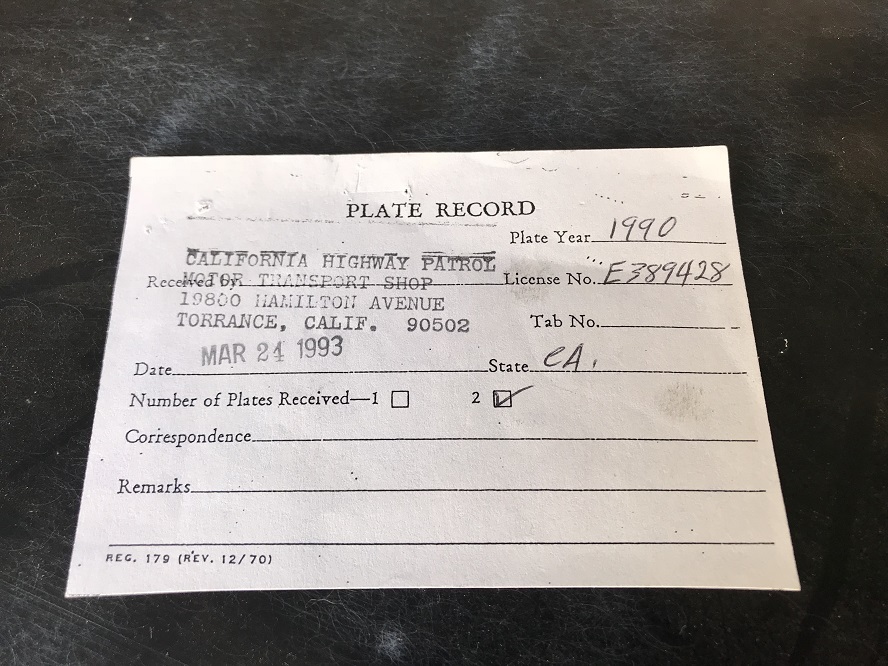 PLATE RECORD
Plate Year 1990
CALIFORNIA HIGHWAY PATROL
Received by MOTOR TRANSPORT SHOP License No. E389428
19800 HAMILTON AVENUE
TORRANCE, CALIF. 90502 Tab No.
Date MAR 24 1993 State CA.
Number of Plates Received—1 2
Correspondence
Remarks
REG. 179 (REV. 12/70)